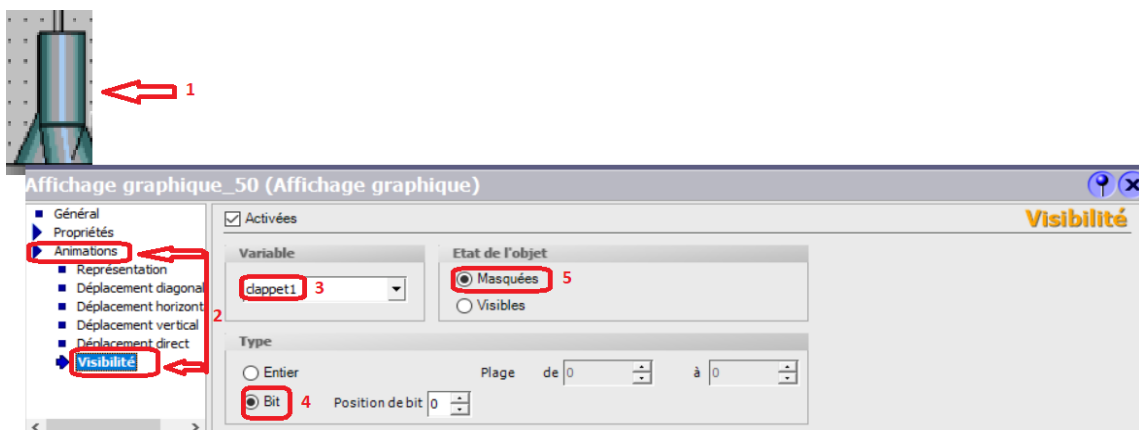 1
Affichage graphique_50 (Affichage graphique)
Général
Propriétés
Animations
Représentation
Déplacement diagonal
Déplacement horizont
Déplacement vertical
Déplacement direct
Visibilité
2
Activées
Visibilité
Variable
clappet1
3
Etat de l'objet
Masquées
5
Visibles
Type
Entier
Plage de 0 à 0
Bit
4
Position de bit 0